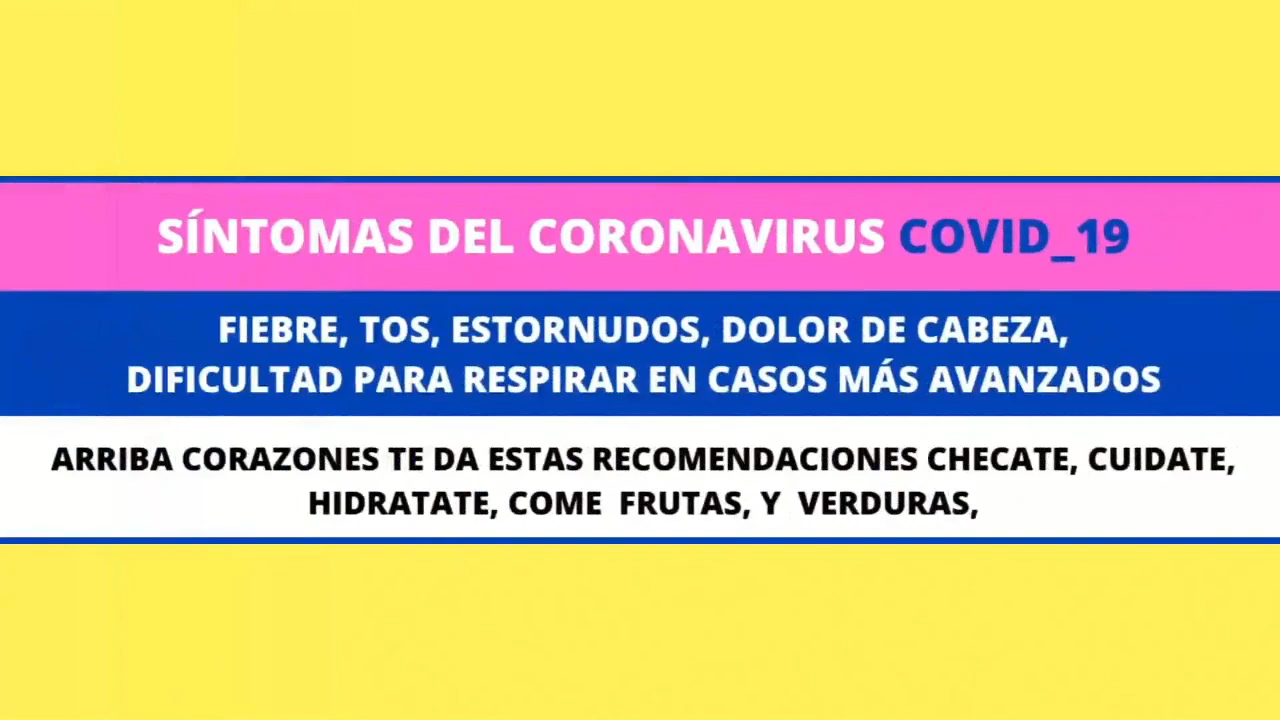 SÍNTOMAS DEL CORONAVIRUS COVID_19
FIEBRE, TOS, ESTORNUDOS, DOLOR DE CABEZA,
DIFICULTAD PARA RESPIRAR EN CASOS MÁS AVANZADOS
ARRIBA CORAZONES TE DA ESTAS RECOMENDACIONES CHECATE, CUIDATE,
HIDRATATE, COME FRUTAS, Y VERDURAS,